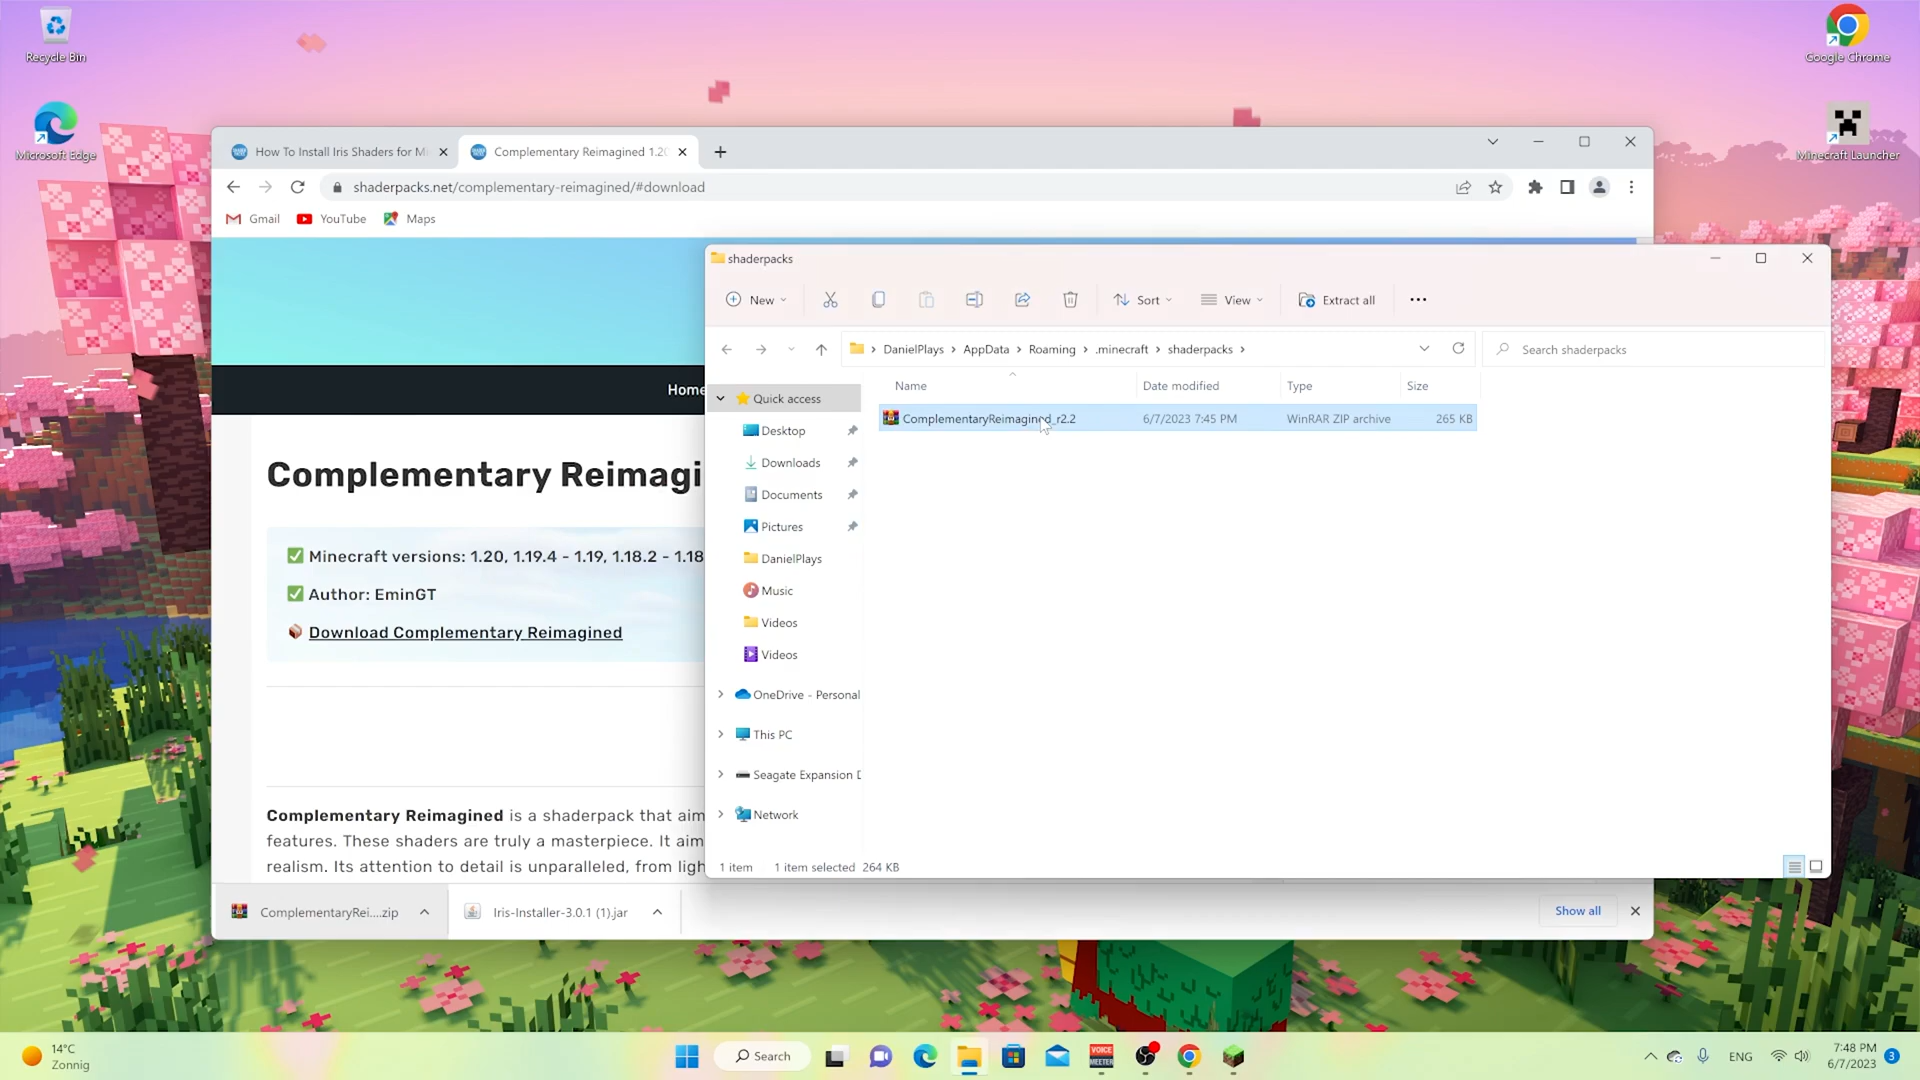 Recycle Bin
Microsoft Edge
Google Chrome
Minecraft Launcher
How To Install Iris Shaders for Mi
Complementary Reimagined 1.20
shaderpacks.net/complementary-reimagined/#download
Gmail YouTube Maps
Home
Complementary Reimagi
Minecraft versions: 1.20, 1.19.4 - 1.19, 1.18.2 - 1.18
Author: EminGT
Download Complementary Reimagined
Complementary Reimagined is a shaderpack that aim
features. These shaders are truly a masterpiece. It aim
realism. Its attention to detail is unparalleled, from ligh
shaderpacks
New Sort View Extract all
DanielPlays AppData Roaming .minecraft shaderpacks
Search shaderpacks
Name Date modified Type Size
ComplementaryReimagined_r2.2 6/7/2023 7:45 PM WinRAR ZIP archive 265 KB
Quick access
Desktop
Downloads
Documents
Pictures
DanielPlays
Music
Videos
Videos
OneDrive - Personal
This PC
Seagate Expansion D
Network
1 item 1 item selected 264 KB
ComplementaryRei....zip
Iris-Installer-3.0.1 (1).jar
Show all
14°C
Zonnig
Search
VOICE
MEETER
ENG
7:48 PM
6/7/2023
3